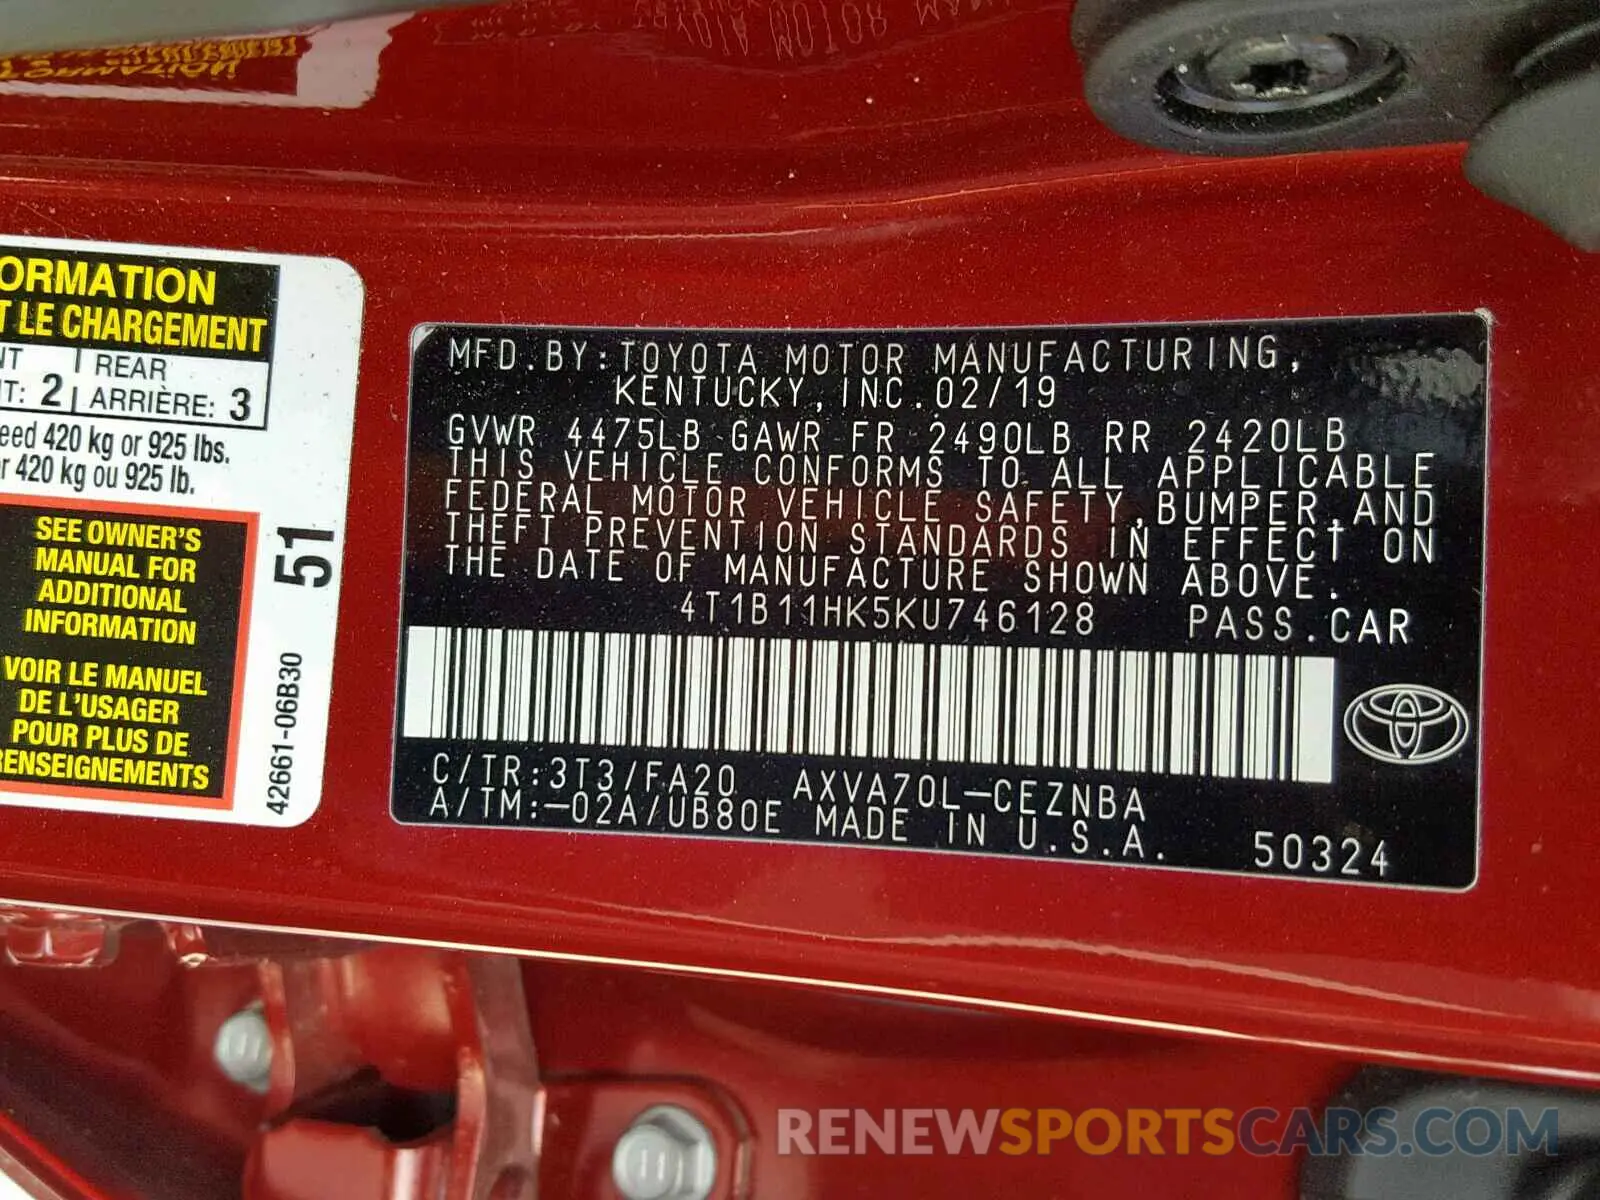 ORMATION
T LE CHARGEMENT
NT | REAR
T: 2 | ARRIÈRE: 3
eed 420 kg or 925 lbs.
r 420 kg ou 925 lb.
SEE OWNER'S
MANUAL FOR
ADDITIONAL
INFORMATION
VOIR LE MANUEL
DE L'USAGER
POUR PLUS DE
RENSEIGNEMENTS
51
42661-06B30
MFD.BY:TOYOTA MOTOR MANUFACTURING,
KENTUCKY,INC.02/19
GVWR 4475LB GAWR FR 2490LB RR 2420LB
THIS VEHICLE CONFORMS TO ALL APPLICABLE
FEDERAL MOTOR VEHICLE SAFETY,BUMPER,AND
THEFT PREVENTION STANDARDS IN EFFECT ON
THE DATE OF MANUFACTURE SHOWN ABOVE.
4T1B11HK5KU746128 PASS.CAR
C/TR:3T3/FA20 AXVA70L-CEZNBA
A/TM:-02A/UB80E MADE IN U.S.A.
50324
RENEWSPORTSCARS.COM